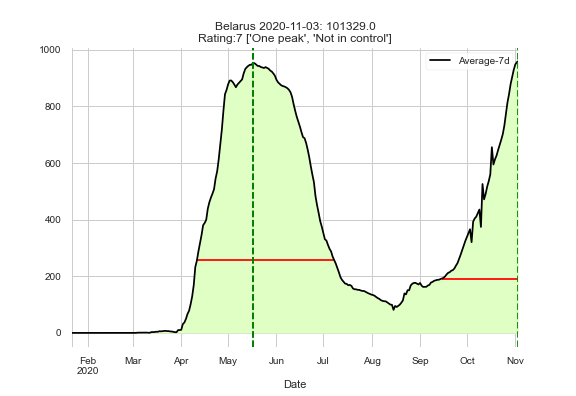 Belarus 2020-11-03: 101329.0
Rating:7 ['One peak', 'Not in control']
Average-7d
1000
800
600
400
200
0
Feb Mar Apr May Jun Jul Aug Sep Oct Nov
2020
Date